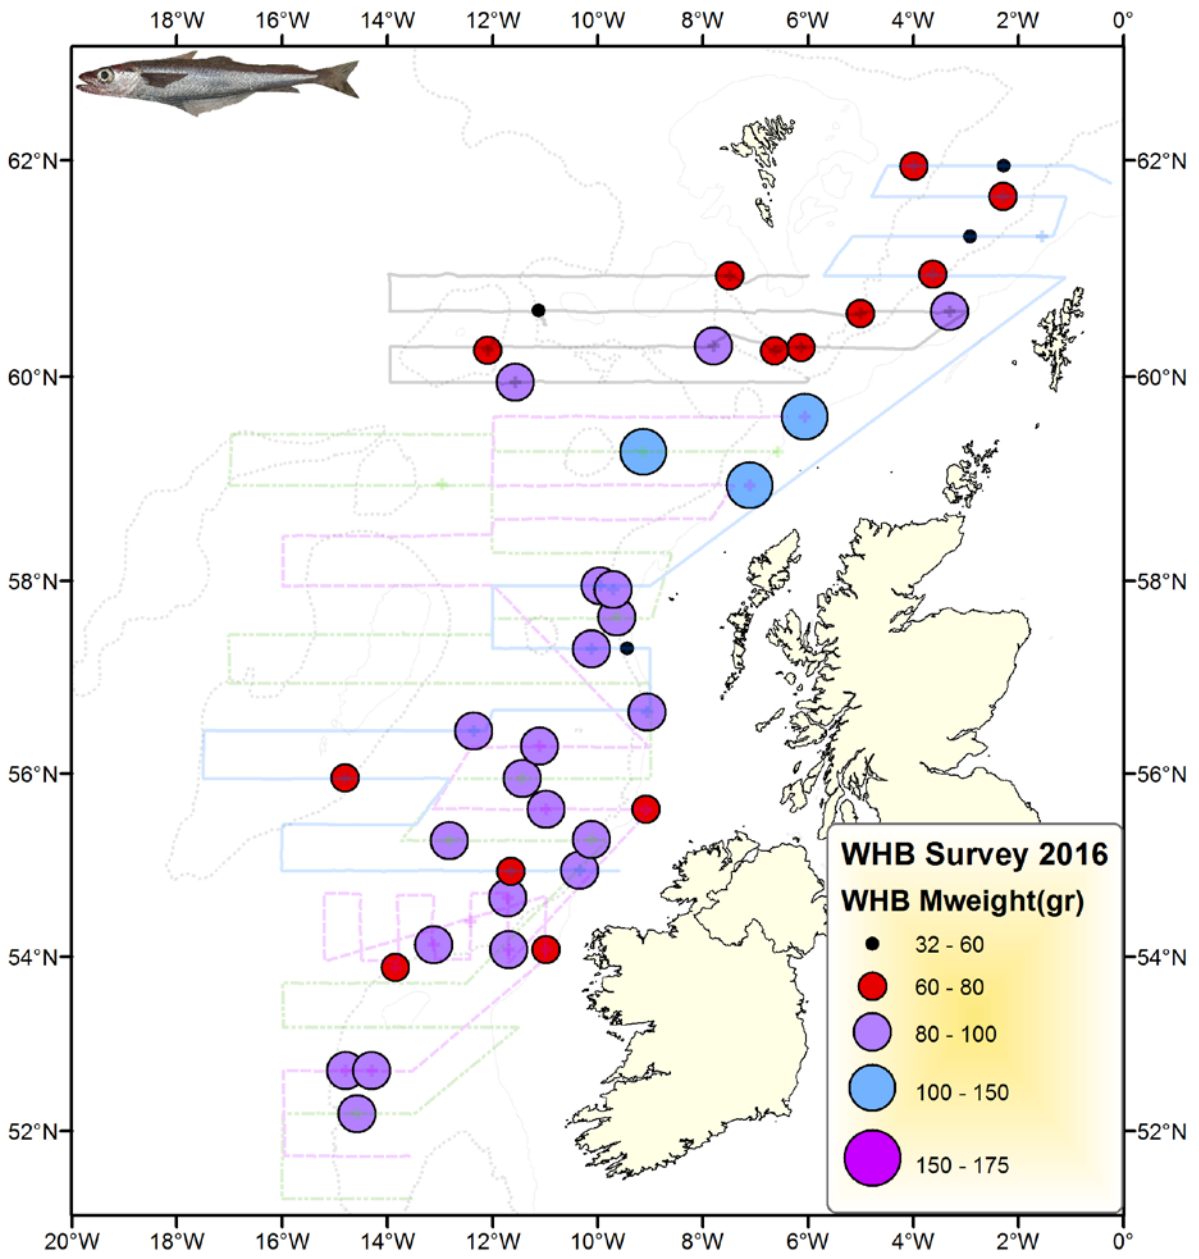 18°W 16°W 14°W 12°W 10°W 8°W 6°W 4°W 2°W 0°
62°N 62°N
60°N 60°N
58°N 58°N
56°N 56°N
WHB Survey 2016
WHB Mweight(gr)
32 - 60
54°N 54°N
60 - 80
80 - 100
100 - 150
52°N 52°N
150 - 175
20°W 18°W 16°W 14°W 12°W 10°W 8°W 6°W 4°W 2°W 0°